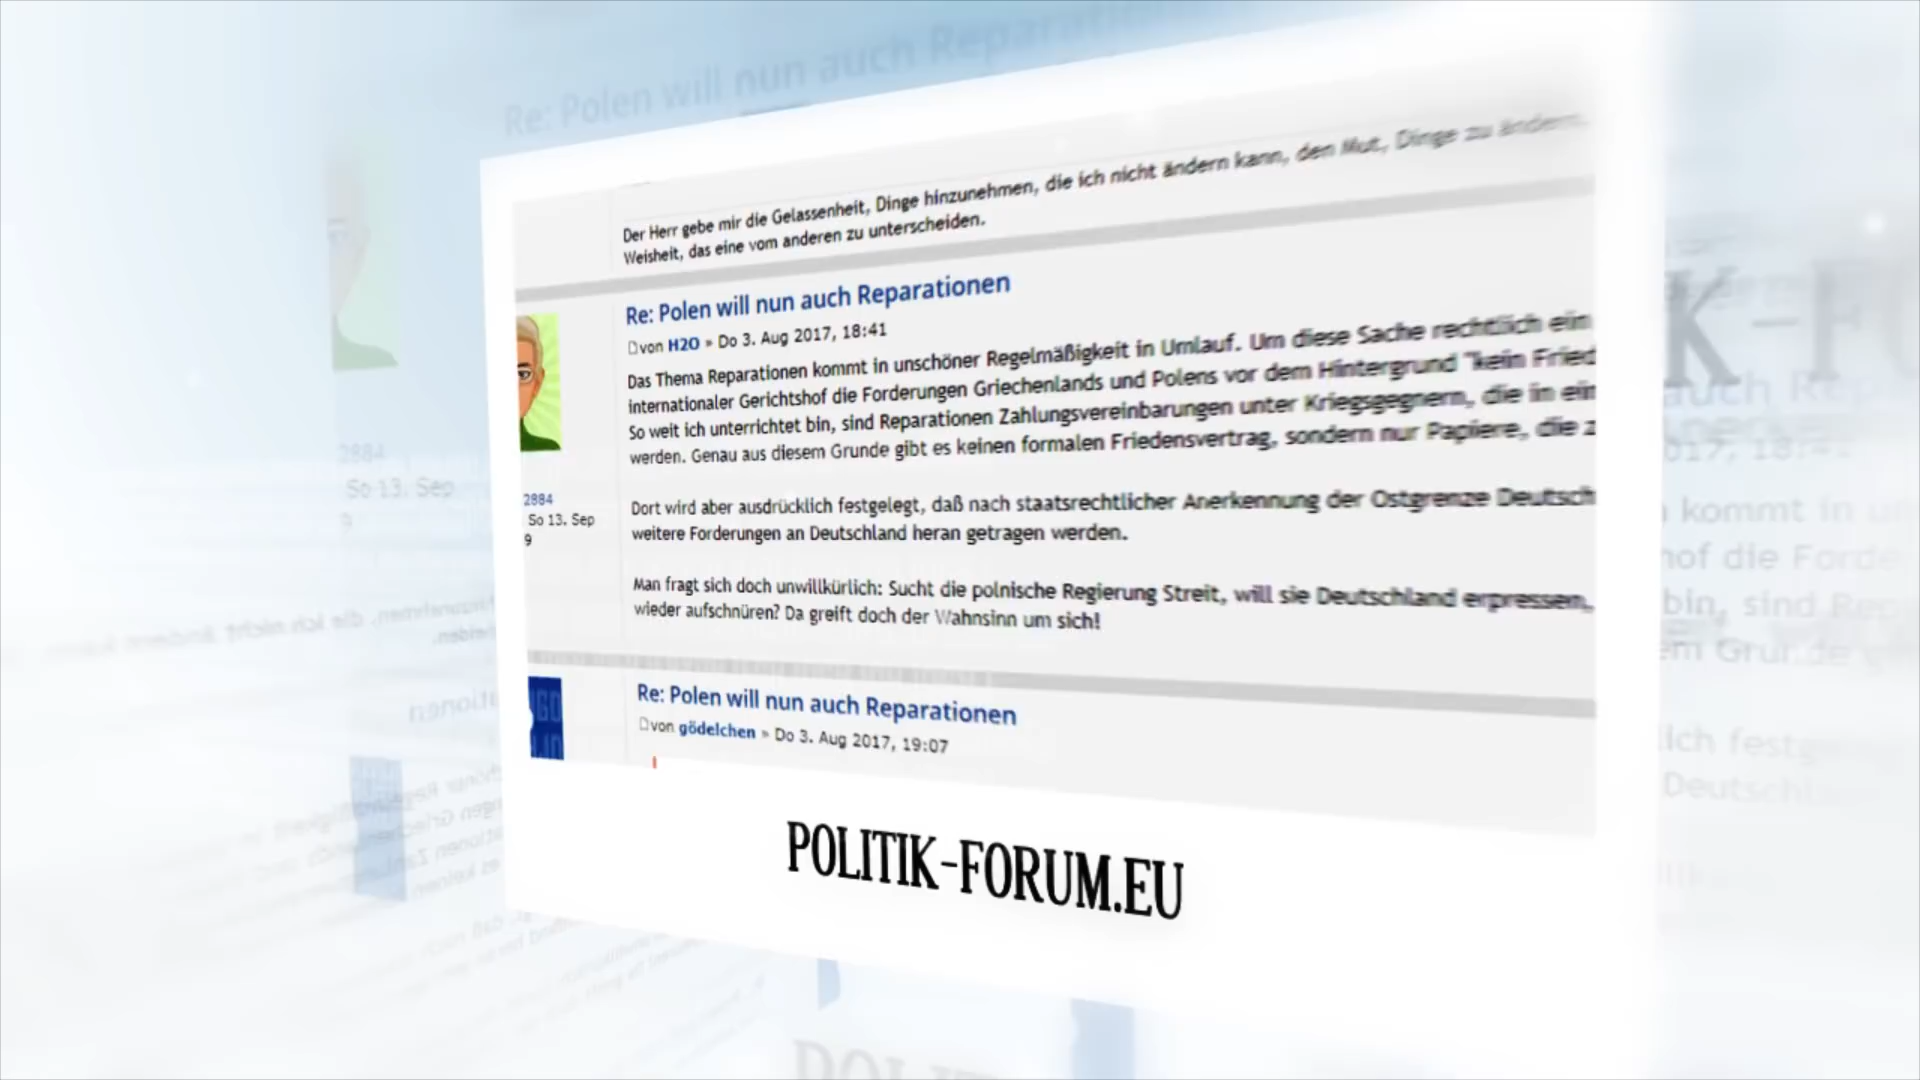 Der Herr gebe mir die Gelassenheit, Dinge hinzunehmen, die ich nicht ändern kann, den Mut, Dinge zu ändern,
Weisheit, das eine vom anderen zu unterscheiden.
Re: Polen will nun auch Reparationen
von H2O » Do 3. Aug 2017, 18:41
Das Thema Reparationen kommt in unschöner Regelmäßigkeit in Umlauf. Um diese Sache rechtlich ein
internationaler Gerichtshof die Forderungen Griechenlands und Polens vor dem Hintergrund "kein Fried
So weit ich unterrichtet bin, sind Reparationen Zahlungsvereinbarungen unter Kriegsgegnern, die in ein
werden. Genau aus diesem Grunde gibt es keinen formalen Friedensvertrag, sondern nur Papiere, die z
2884
So 13. Sep
9
Dort wird aber ausdrücklich festgelegt, daß nach staatsrechtlicher Anerkennung der Ostgrenze Deutsch
weitere Forderungen an Deutschland heran getragen werden.
Man fragt sich doch unwillkürlich: Sucht die polnische Regierung Streit, will sie Deutschland erpressen,
wieder aufschnüren? Da greift doch der Wahnsinn um sich!
Re: Polen will nun auch Reparationen
von gödelchen » Do 3. Aug 2017, 19:07
POLITIK-FORUM.EU